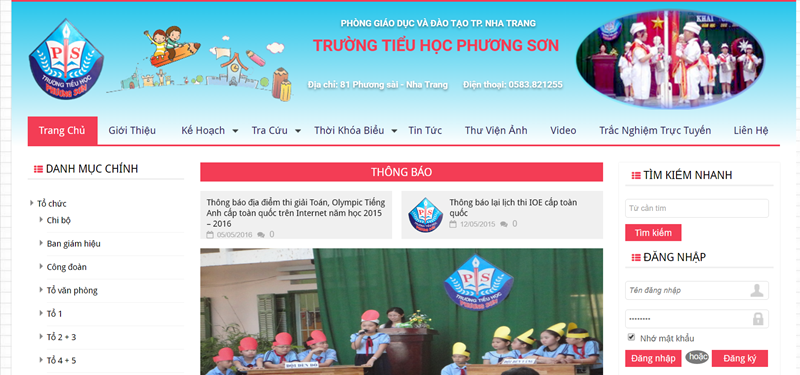 PHÒNG GIÁO DỤC VÀ ĐÀO TẠO TP. NHA TRANG
TRƯỜNG TIỂU HỌC PHƯƠNG SƠN
Địa chỉ: 81 Phương sài - Nha Trang Điện thoại: 0583.821255
PS
TRƯỜNG TIỂU HỌC
PHƯƠNG SƠN
Trang Chủ Giới Thiệu Kế Hoạch Tra Cứu Thời Khóa Biểu Tin Tức Thư Viện Ảnh Video Trắc Nghiệm Trực Tuyến Liên Hệ
DANH MỤC CHÍNH
Tổ chức
Chi bộ
Ban giám hiệu
Công đoàn
Tổ văn phòng
Tổ 1
Tổ 2 + 3
Tổ 4 + 5
THÔNG BÁO
Thông báo địa điểm thi giải Toán, Olympic Tiếng
Anh cấp toàn quốc trên Internet năm học 2015
– 2016
05/05/2016 0
Thông báo lại lịch thi IOE cấp toàn
quốc
12/05/2015 0
PS
TRƯỜNG TIỂU HỌC
PHƯƠNG SƠN
TÌM KIẾM NHANH
Từ cần tìm
Tìm kiếm
ĐĂNG NHẬP
Tên đăng nhập
Nhớ mật khẩu
Đăng nhập hoặc Đăng ký